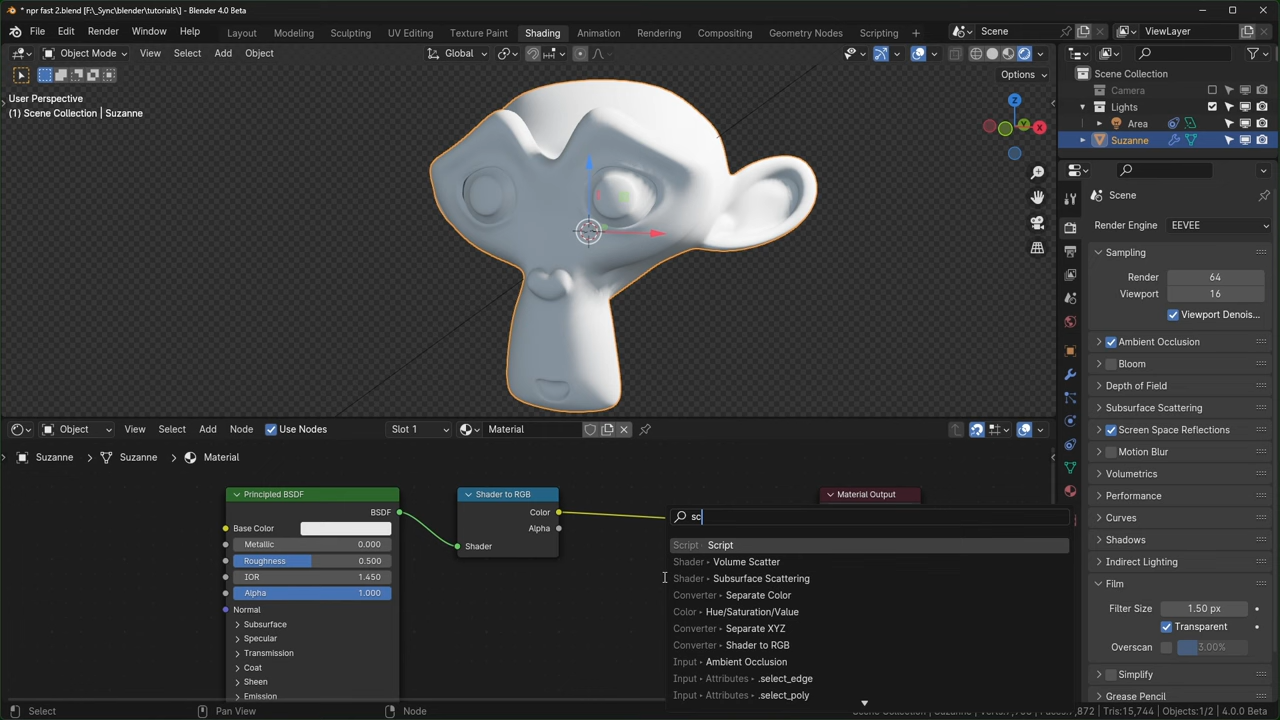 * npr fast 2.blend [F:\_Sync\blender\tutorials\] - Blender 4.0 Beta
File Edit Render Window Help Layout Modeling Sculpting UV Editing Texture Paint Shading Animation Rendering Compositing Geometry Nodes Scripting + Scene ViewLayer
Object Mode View Select Add Object Global
Options
User Perspective
(1) Scene Collection | Suzanne
Z
Y
X
Scene Collection
Camera
Lights
Area
Suzanne
Scene
Render Engine EEVEE
Sampling
Render 64
Viewport 16
Viewport Denois...
Ambient Occlusion
Bloom
Depth of Field
Subsurface Scattering
Screen Space Reflections
Motion Blur
Volumetrics
Performance
Curves
Shadows
Indirect Lighting
Film
Filter Size 1.50 px
Transparent
Overscan 3.00%
Simplify
Grease Pencil
Object View Select Add Node Use Nodes Slot 1 Material
Suzanne Suzanne Material
Principled BSDF
BSDF
Base Color
Metallic 0.000
Roughness 0.500
IOR 1.450
Alpha 1.000
Normal
Subsurface
Specular
Transmission
Coat
Sheen
Emission
Shader to RGB
Color
Alpha
Shader
Material Output
sc
Script Script
Shader Volume Scatter
Shader Subsurface Scattering
Converter Separate Color
Color Hue/Saturation/Value
Converter Separate XYZ
Converter Shader to RGB
Input Ambient Occlusion
Input Attributes .select_edge
Input Attributes .select_poly
Select Pan View Node
Tris:15,744 | Objects:1/2 | 4.0.0 Beta